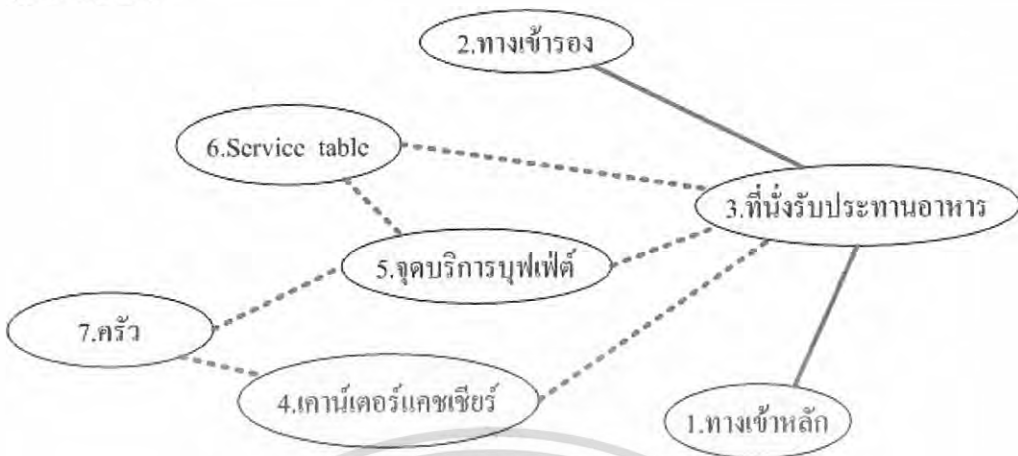 2.ทางเข้ารอง
6.Service table
3.ที่นั่งรับประทานอาหาร
5.จุดบริการบุฟเฟ่ต์
7.ครัว
4.เคาน์เตอร์แคชเชียร์
1.ทางเข้าหลัก